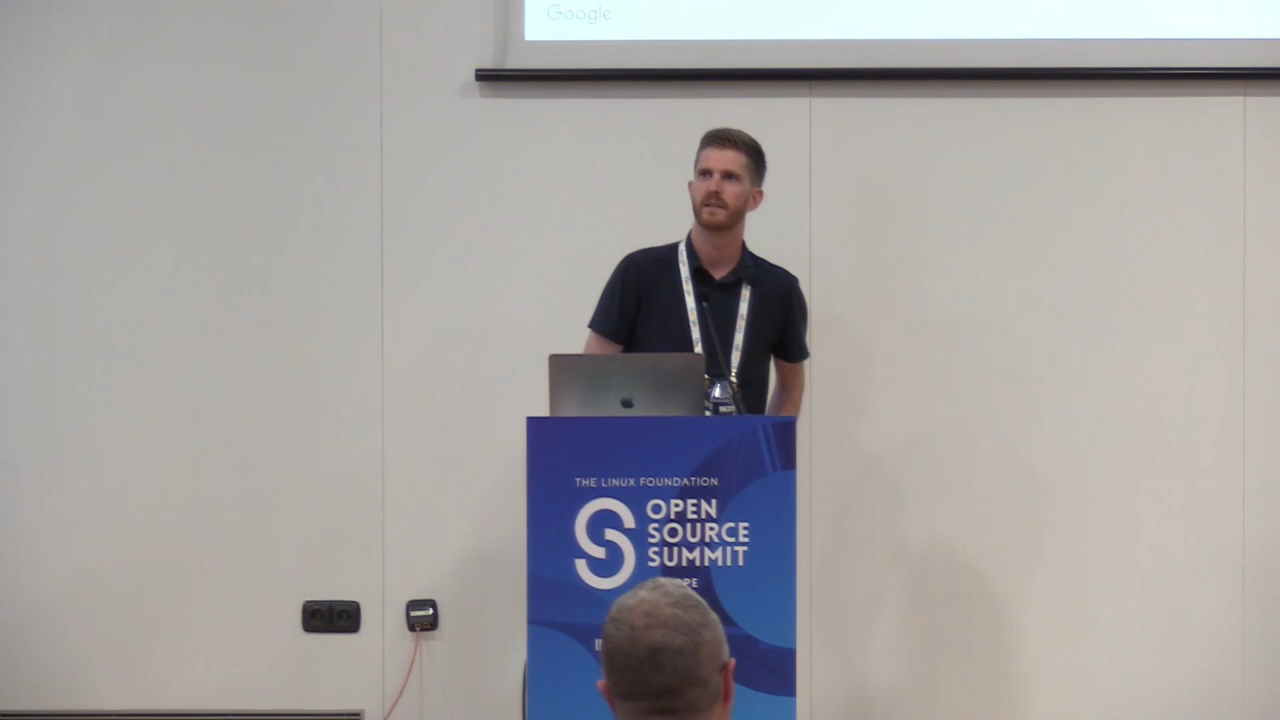 Google
THE LINUX FOUNDATION
OPEN
SOURCE
SUMMIT